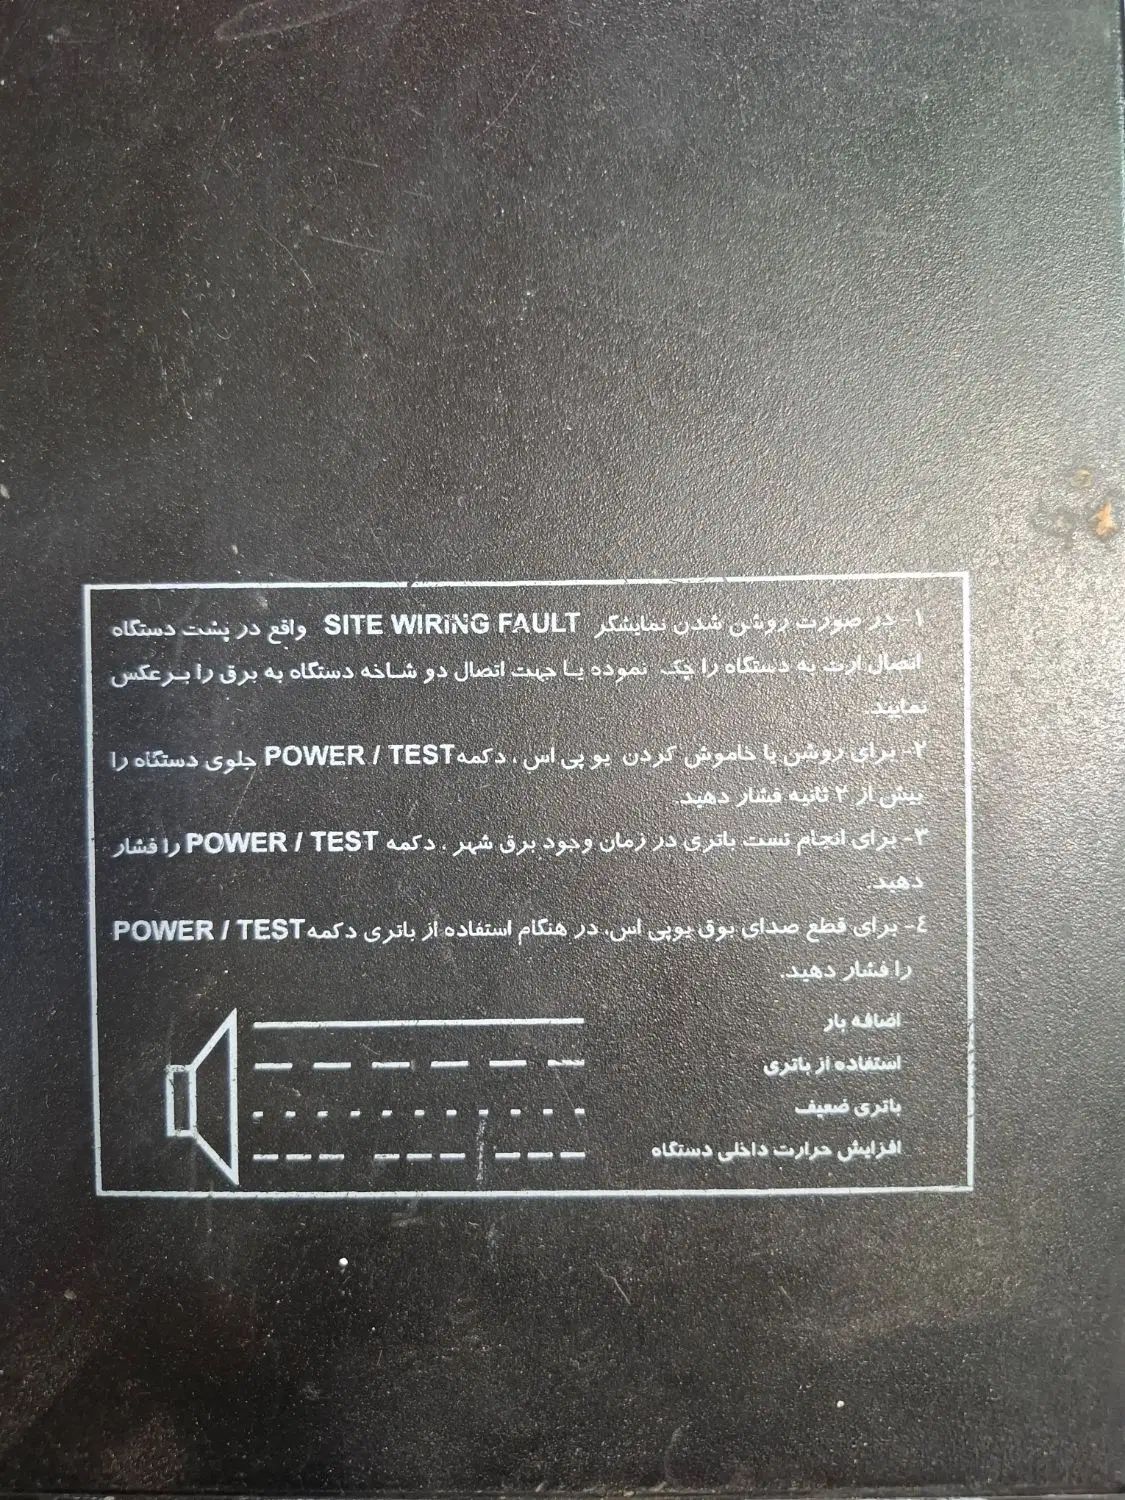 ۱- در صورت روشن شدن نمایشگر SITE WIRING FAULT واقع در پشت دستگاه
اتصال ارت به دستگاه را چک نموده یـا جهت اتصال دو شـاخه دستگاه به برق را بـرعکس
نمایید.
۲- برای روشن یا خاموش کردن یو پی اس، دکمه POWER / TEST جلوی دستگاه را
بیش از ۲ ثانیه فشار دهید.
۳- برای انجام تست باتری در زمان وجود برق شهر ، دکمه POWER / TEST را فشار
دهید.
٤- برای قطع صدای بوق یوپی اس، در هنگام استفاده از باتری دکمه POWER / TEST
را فشار دهید.
اضافه بار
استفاده از باتری
باتری ضعیف
افزایش حرارت داخلی دستگاه